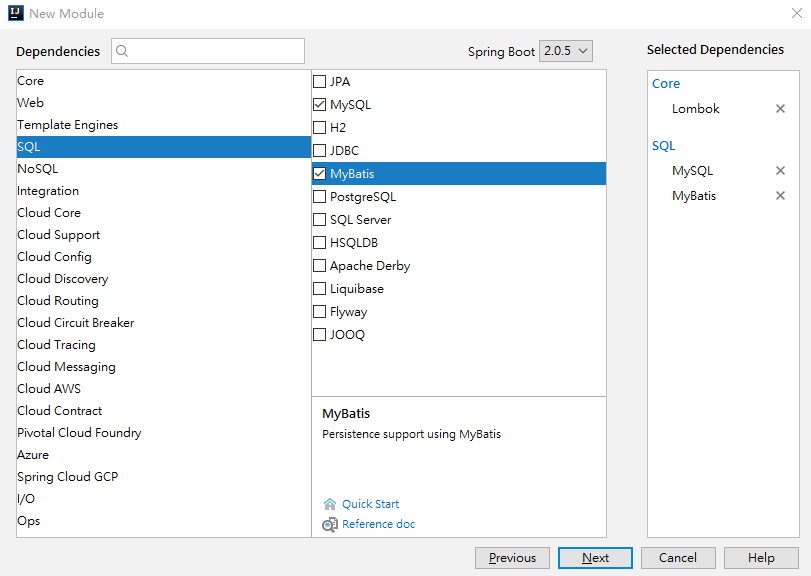 New Module
Dependencies
Spring Boot 2.0.5
Selected Dependencies
Core
Web
Template Engines
SQL
NoSQL
Integration
Cloud Core
Cloud Support
Cloud Config
Cloud Discovery
Cloud Routing
Cloud Circuit Breaker
Cloud Tracing
Cloud Messaging
Cloud AWS
Cloud Contract
Pivotal Cloud Foundry
Azure
Spring Cloud GCP
I/O
Ops
JPA
MySQL
H2
JDBC
MyBatis
PostgreSQL
SQL Server
HSQLDB
Apache Derby
Liquibase
Flyway
JOOQ
MyBatis
Persistence support using MyBatis
Quick Start
Reference doc
Core
Lombok
SQL
MySQL
MyBatis
Previous
Next
Cancel
Help